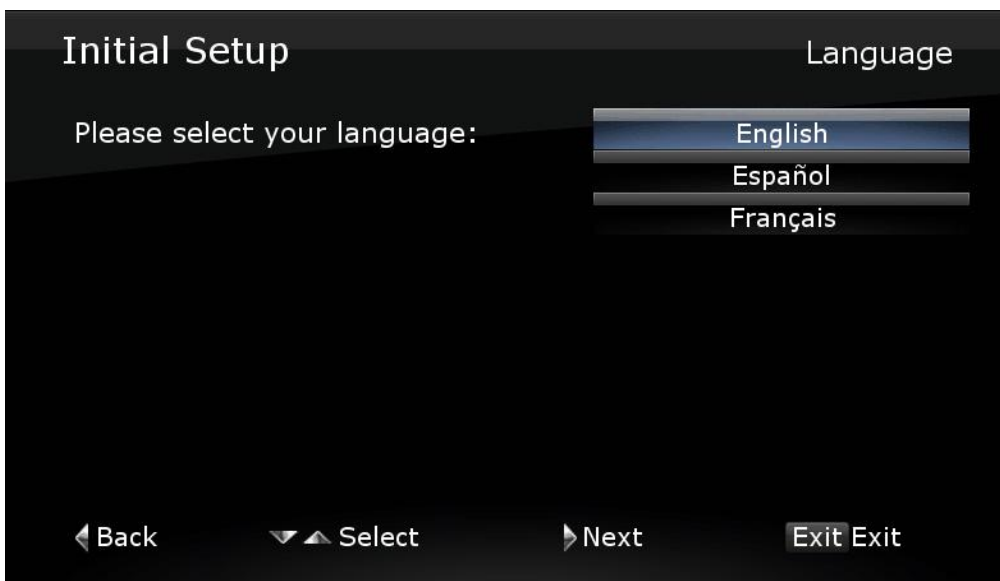 Initial Setup
Language
Please select your language:
English
Español
Français
Back Select Next Exit Exit